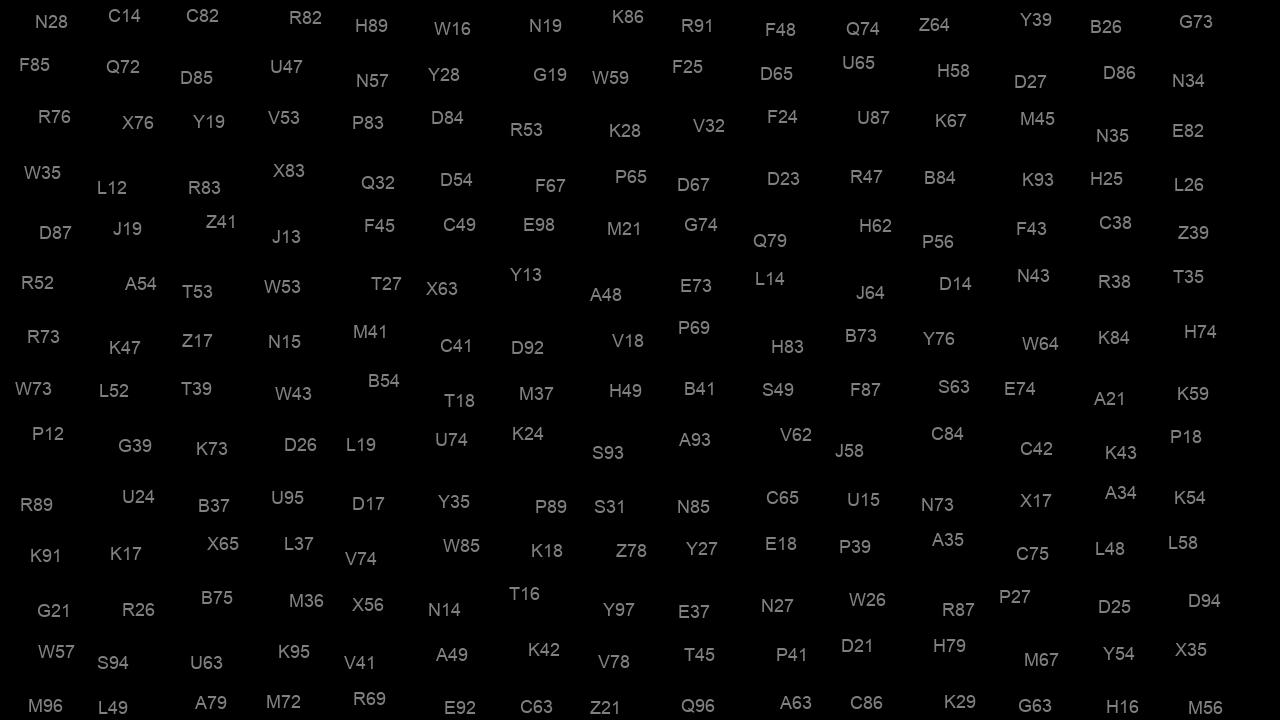 N28 C14 C82 R82 H89 W16 N19 K86 R91 F48 Q74 Z64 Y39 B26 G73
F85 Q72 D85 U47 N57 Y28 G19 W59 F25 D65 U65 H58 D27 D86 N34
R76 X76 Y19 V53 P83 D84 R53 K28 V32 F24 U87 K67 M45 N35 E82
W35 L12 R83 X83 Q32 D54 F67 P65 D67 D23 R47 B84 K93 H25 L26
D87 J19 Z41 J13 F45 C49 E98 M21 G74 Q79 H62 P56 F43 C38 Z39
R52 A54 T53 W53 T27 X63 Y13 A48 E73 L14 J64 D14 N43 R38 T35
R73 K47 Z17 N15 M41 C41 D92 V18 P69 H83 B73 Y76 W64 K84 H74
W73 L52 T39 W43 B54 T18 M37 H49 B41 S49 F87 S63 E74 A21 K59
P12 G39 K73 D26 L19 U74 K24 S93 A93 V62 J58 C84 C42 K43 P18
R89 U24 B37 U95 D17 Y35 P89 S31 N85 C65 U15 N73 X17 A34 K54
K91 K17 X65 L37 V74 W85 K18 Z78 Y27 E18 P39 A35 C75 L48 L58
G21 R26 B75 M36 X56 N14 T16 Y97 E37 N27 W26 R87 P27 D25 D94
W57 S94 U63 K95 V41 A49 K42 V78 T45 P41 D21 H79 M67 Y54 X35
M96 L49 A79 M72 R69 E92 C63 Z21 Q96 A63 C86 K29 G63 H16 M56